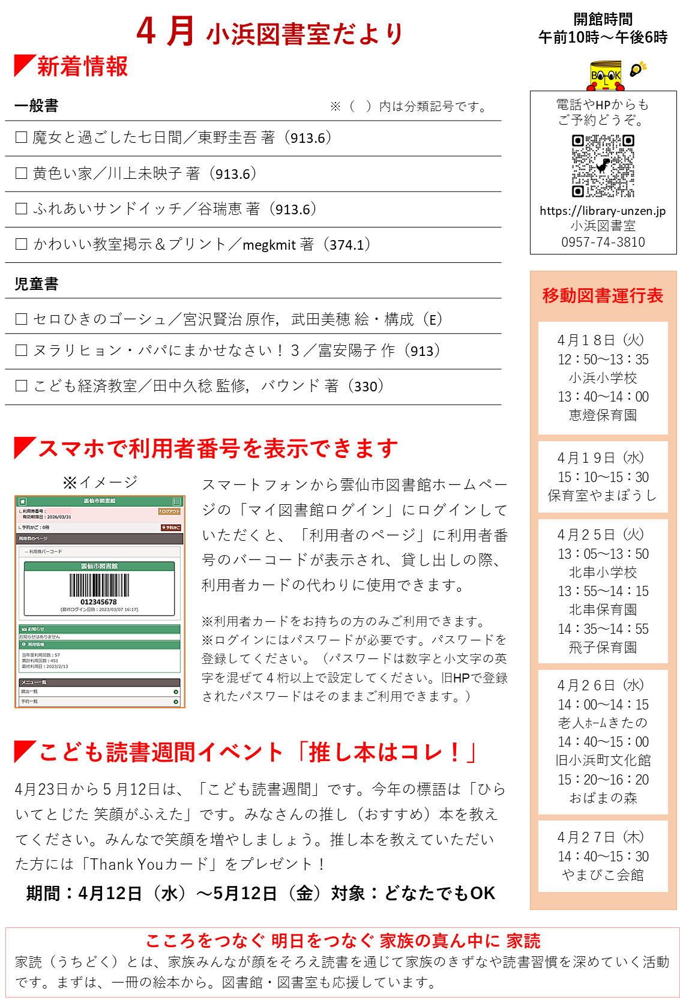 ４月 小浜図書室だより
開館時間
午前10時～午後6時
新着情報
一般書
※（　）内は分類記号です。
□ 魔女と過ごした七日間／東野圭吾 著（913.6）
□ 黄色い家／川上未映子 著（913.6）
□ ふれあいサンドイッチ／谷瑞恵 著（913.6）
□ かわいい教室掲示＆プリント／megkmit 著（374.1）
児童書
□ セロひきのゴーシュ／宮沢賢治 原作，武田美穂 絵・構成（E）
□ ヌラリヒョン・パパにまかせなさい！３／富安陽子 作（913）
□ こども経済教室／田中久稔 監修，バウンド 著（330）
BOOK
電話やHPからも
ご予約どうぞ。
https://library-unzen.jp
小浜図書室
0957-74-3810
移動図書運行表
４月１８日（火）
12：50～13：35
小浜小学校
13：40～14：00
恵燈保育園
４月１９日（水）
15：10～15：30
保育室やまぼうし
４月２５日（火）
13：05～13：50
北串小学校
13：55～14：15
北串保育園
14：35～14：55
飛子保育園
４月２６日（水）
14：00～14：15
老人ﾎｰﾑきたの
14：40～15：00
旧小浜町文化館
15：20～16：20
おばまの森
４月２７日（木）
14：40～15：30
やまびこ会館
スマホで利用者番号を表示できます
※イメージ
雲仙市図書館
利用券番号：
有効期限日：2026/03/31
ログアウト
予約かご：0冊
予約かご
利用者のページ
利用券バーコード
雲仙市図書館
012345678
(最終ログイン日時：2023/03/07 16:17)
お知らせ
お知らせはありません
利用情報
当年度利用回数：57
累計利用回数：451
最終利用日：2023/2/13
メニュー一覧
貸出一覧
予約一覧
スマートフォンから雲仙市図書館ホームペー
ジの「マイ図書館ログイン」にログインして
いただくと、「利用者のページ」に利用者番
号のバーコードが表示され、貸し出しの際、
利用者カードの代わりに使用できます。
※利用者カードをお持ちの方のみご利用できます。
※ログインにはパスワードが必要です。パスワードを
登録してください。（パスワードは数字と小文字の英
字を混ぜて４桁以上で設定してください。旧HPで登録
されたパスワードはそのままご利用できます。）
こども読書週間イベント「推し本はコレ！」
4月23日から５月12日は、「こども読書週間」です。今年の標語は「ひら
いてとじた 笑顔がふえた」です。みなさんの推し（おすすめ）本を教え
てください。みんなで笑顔を増やしましょう。推し本を教えていただい
た方には「Thank Youカード」をプレゼント！
期間：4月12日（水）～5月12日（金）対象：どなたでもOK
こころをつなぐ 明日をつなぐ 家族の真ん中に 家読
家読（うちどく）とは、家族みんなが顔をそろえ読書を通じて家族のきずなや読書習慣を深めていく活動
です。まずは、一冊の絵本から。図書館・図書室も応援しています。